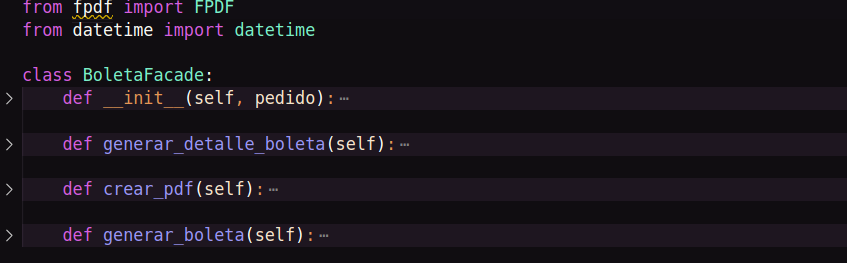 from fpdf import FPDF
from datetime import datetime
class BoletaFacade:
def __init__(self, pedido):⋯
def generar_detalle_boleta(self):⋯
def crear_pdf(self):⋯
def generar_boleta(self):⋯